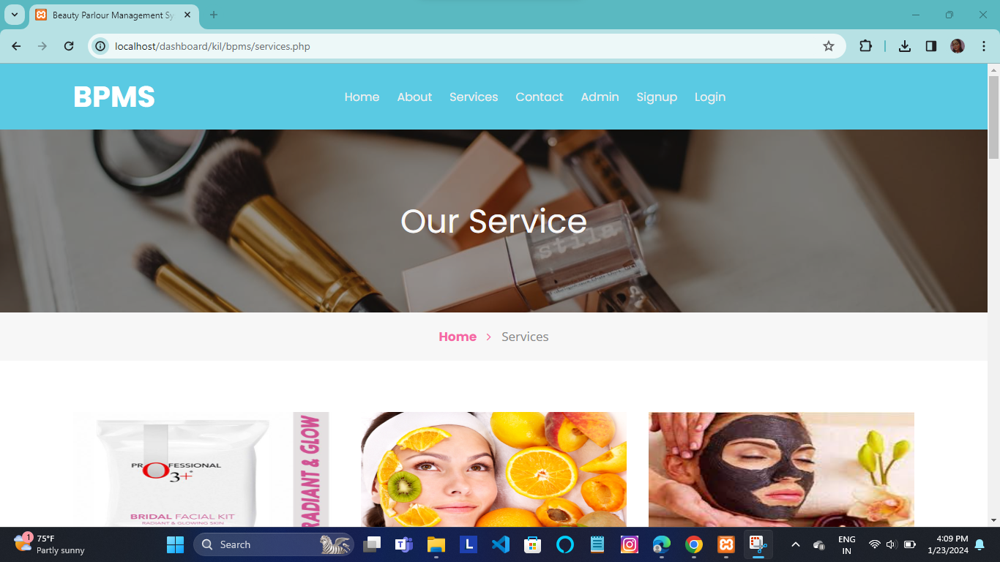 Beauty Parlour Management Sy
localhost/dashboard/kil/bpms/services.php
BPMS
Home
About
Services
Contact
Admin
Signup
Login
stila
Our Service
Home
Services
PROFESSIONAL
O3+
BRIDAL FACIAL KIT
RADIANT & GLOWING SKIN
RADIANT & GLOW
1
75°F
Partly sunny
Search
L
ENG
IN
4:09 PM
1/23/2024